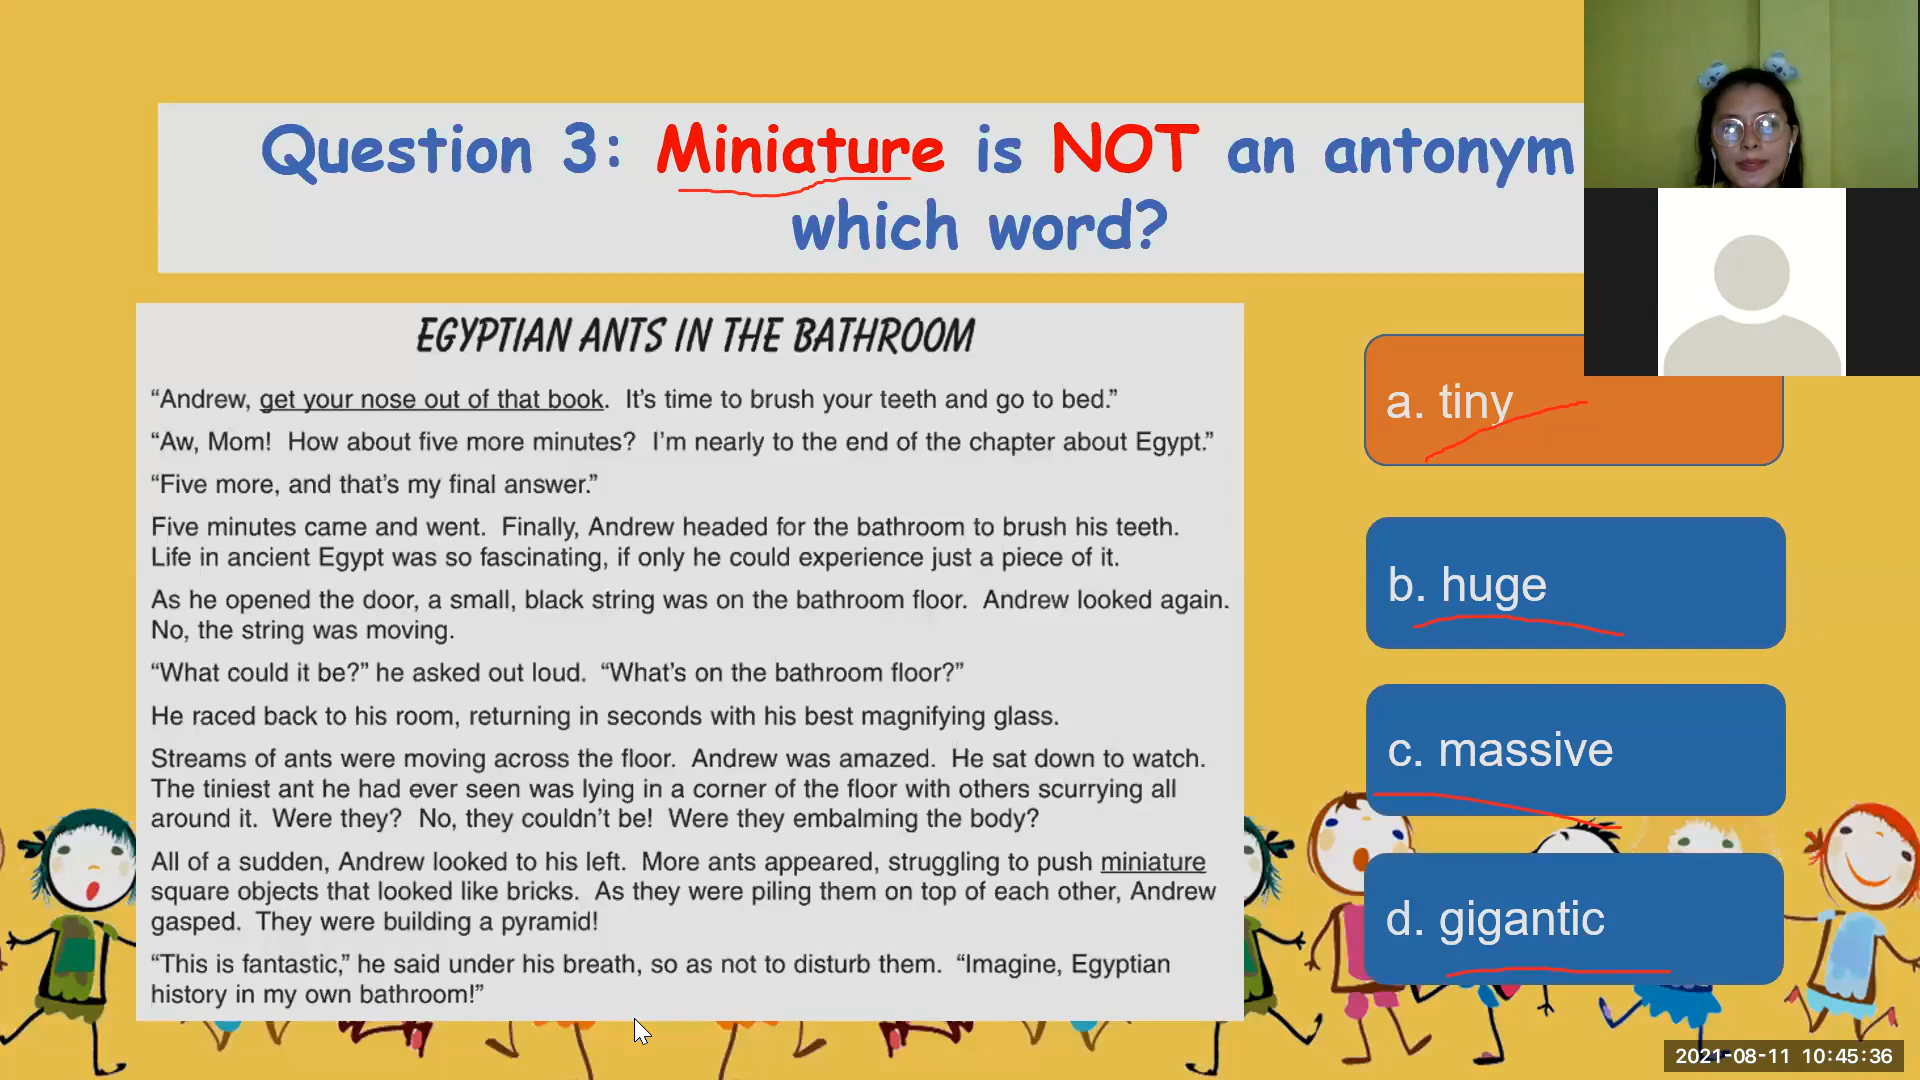 Question 3: Miniature is NOT an antonym
which word?
EGYPTIAN ANTS IN THE BATHROOM
“Andrew, get your nose out of that book. It’s time to brush your teeth and go to bed.”
“Aw, Mom! How about five more minutes? I’m nearly to the end of the chapter about Egypt.”
“Five more, and that’s my final answer.”
Five minutes came and went. Finally, Andrew headed for the bathroom to brush his teeth.
Life in ancient Egypt was so fascinating, if only he could experience just a piece of it.
As he opened the door, a small, black string was on the bathroom floor. Andrew looked again.
No, the string was moving.
“What could it be?” he asked out loud. “What’s on the bathroom floor?”
He raced back to his room, returning in seconds with his best magnifying glass.
Streams of ants were moving across the floor. Andrew was amazed. He sat down to watch.
The tiniest ant he had ever seen was lying in a corner of the floor with others scurrying all
around it. Were they? No, they couldn’t be! Were they embalming the body?
All of a sudden, Andrew looked to his left. More ants appeared, struggling to push miniature
square objects that looked like bricks. As they were piling them on top of each other, Andrew
gasped. They were building a pyramid!
“This is fantastic,” he said under his breath, so as not to disturb them. “Imagine, Egyptian
history in my own bathroom!”
a. tiny
b. huge
c. massive
d. gigantic
2021-08-11 10:45:36